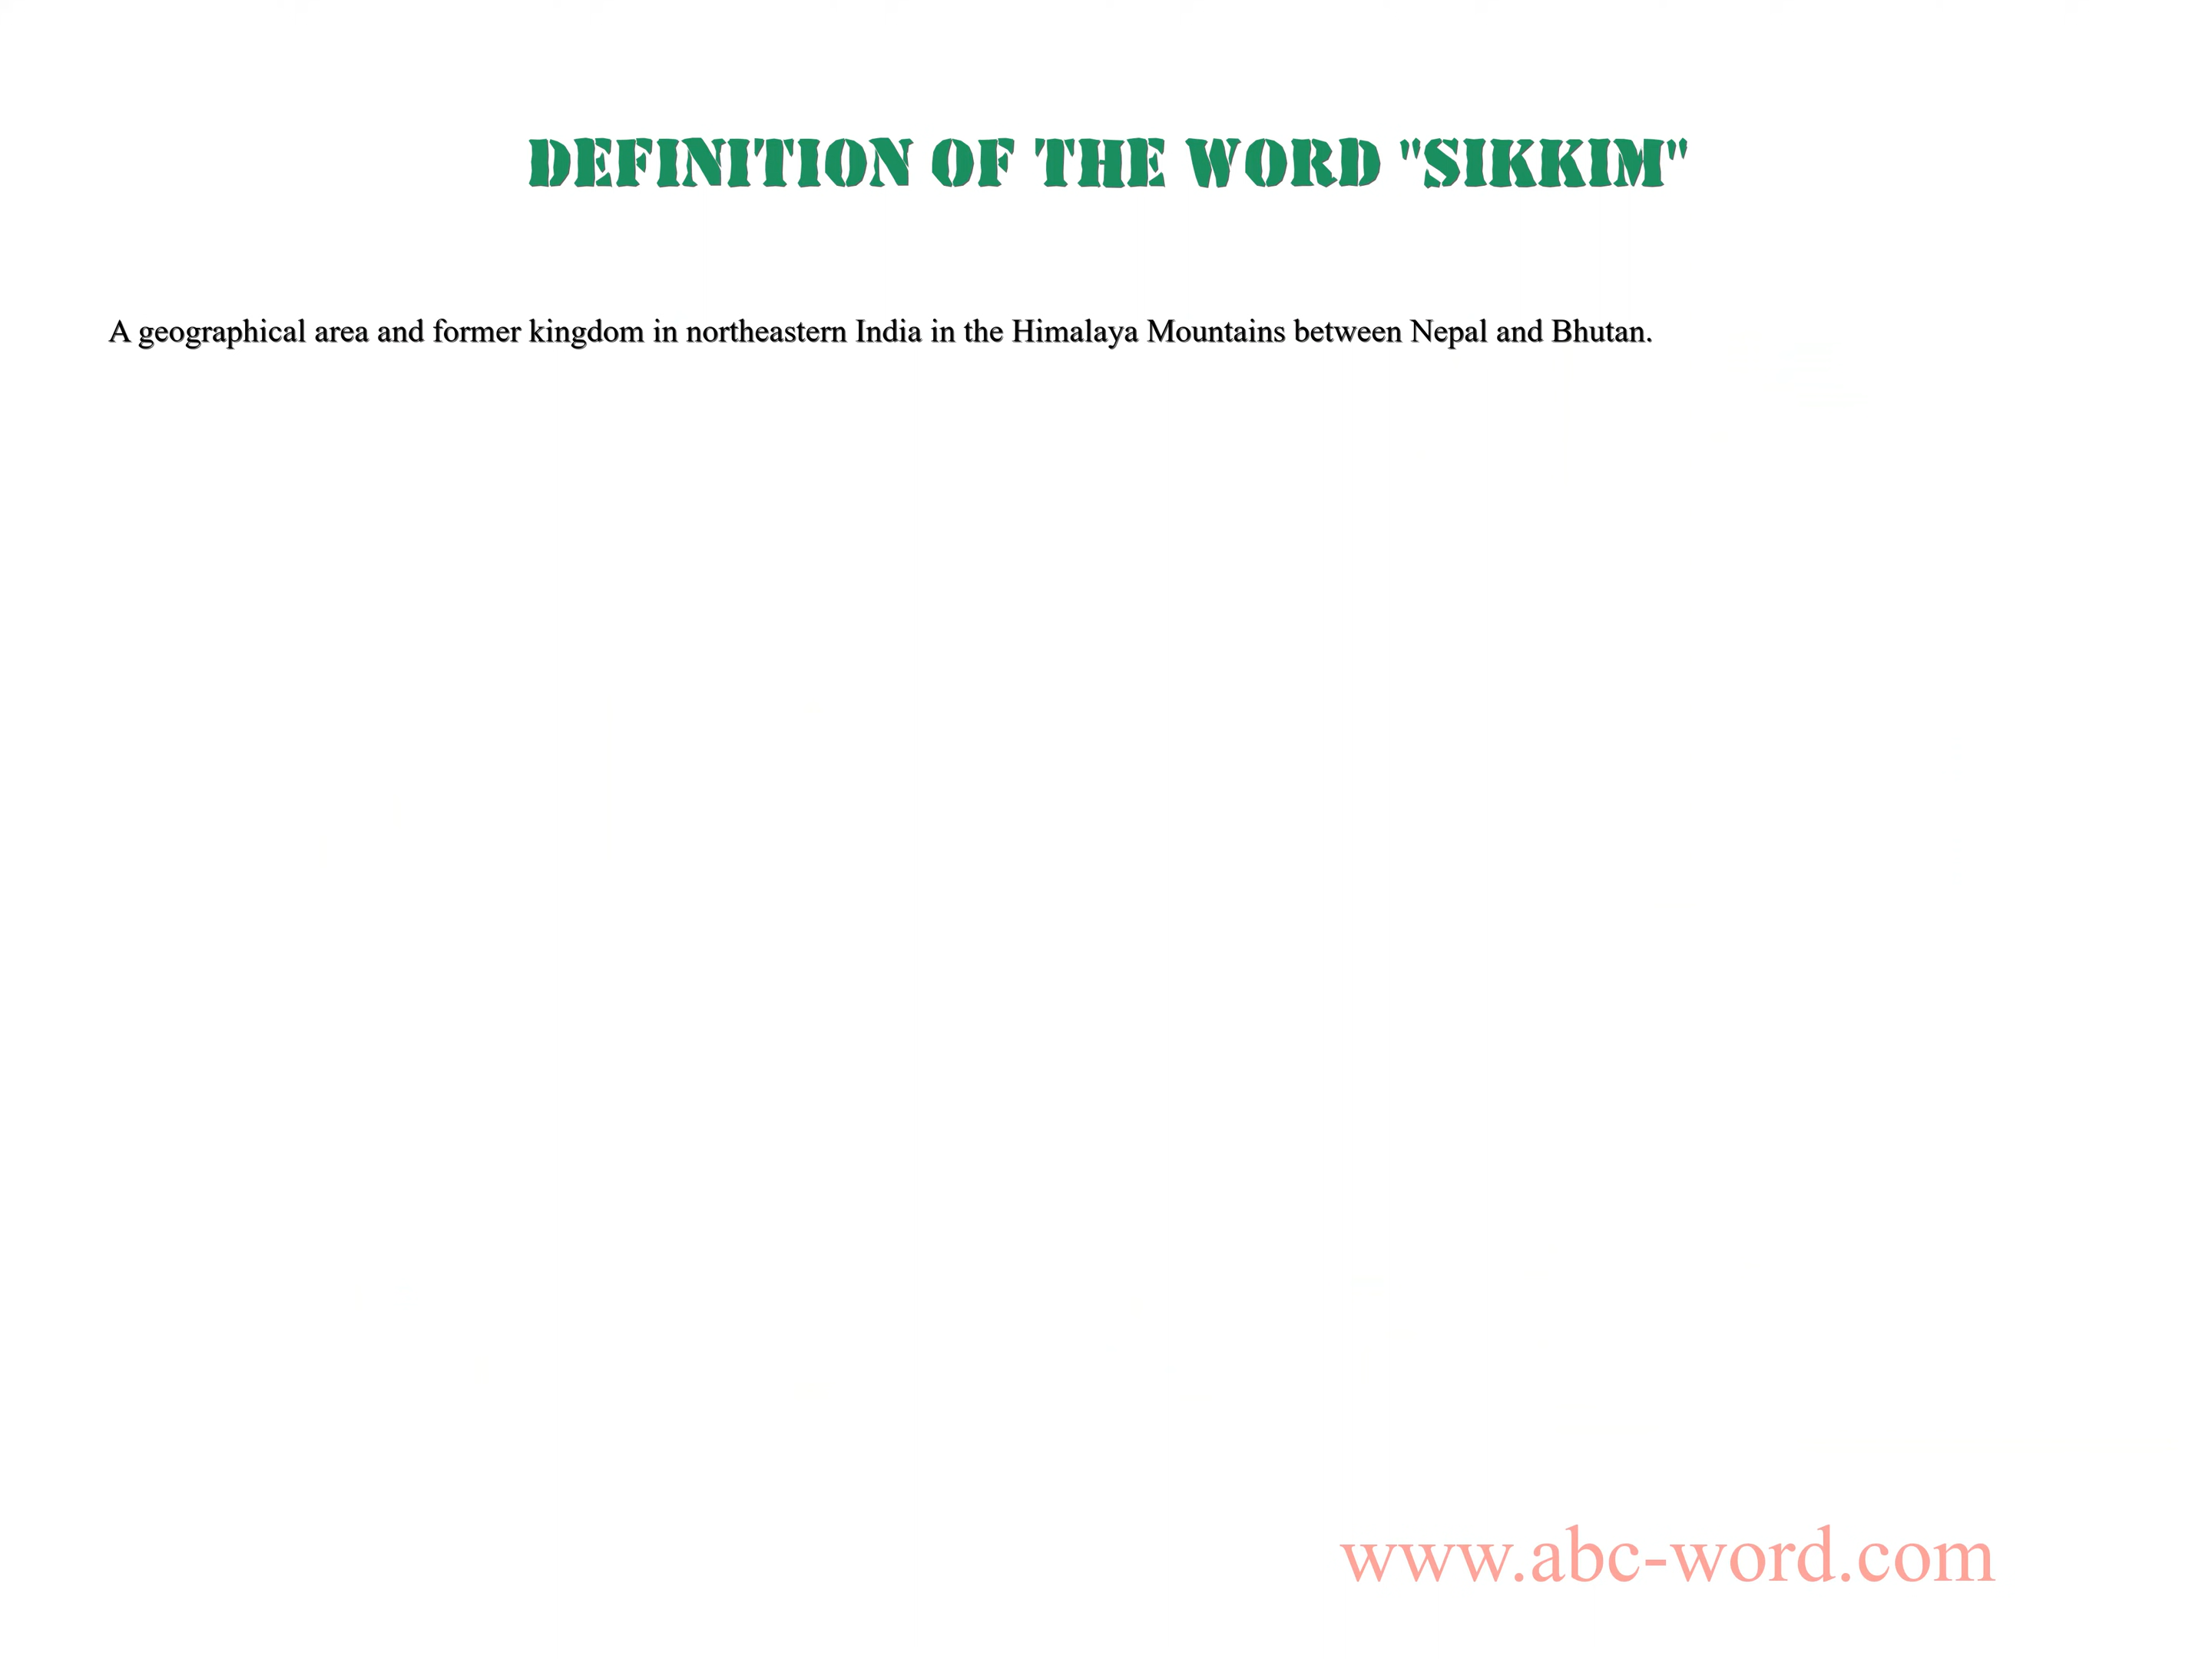 DEFINITION OF THE WORD "SIKKIM"
A geographical area and former kingdom in northeastern India in the Himalaya Mountains between Nepal and Bhutan.
www.abc-word.com